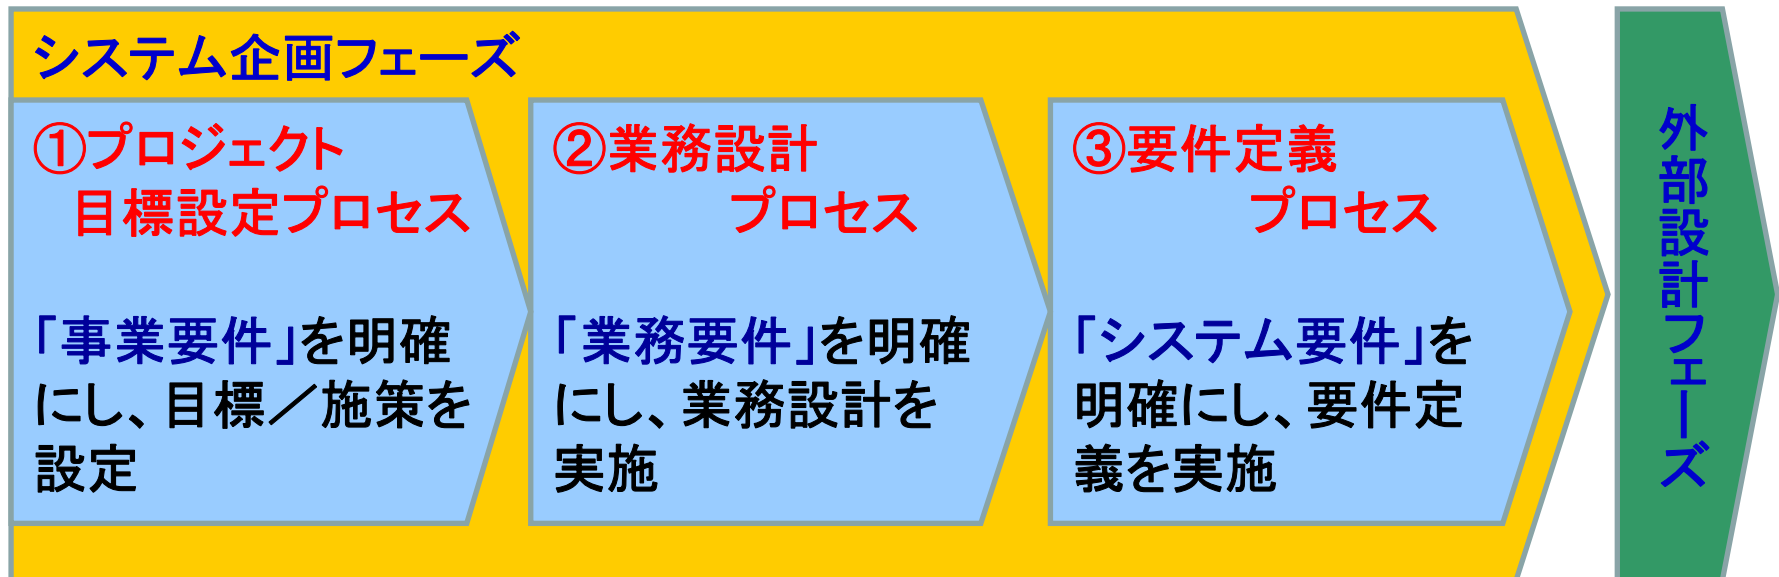 システム企画フェーズ
①プロジェクト
目標設定プロセス
「事業要件」を明確
にし、目標／施策を
設定
②業務設計
プロセス
「業務要件」を明確
にし、業務設計を
実施
③要件定義
プロセス
「システム要件」を
明確にし、要件定
義を実施
外部設計フェーズ